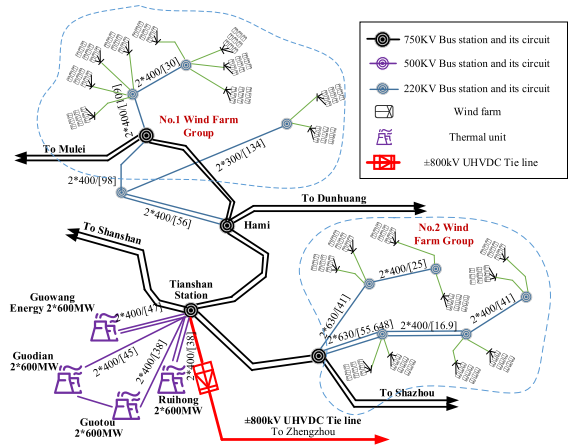 2*400/[30]
2*400/[109]
No.1 Wind Farm
Group
2*300/[134]
To Mulei
2*400/[98]
2*400/[56]
Hami
To Dunhuang
To Shanshan
Tianshan
Station
Guowang
Energy 2*600MW
2*400/[47]
Guodian
2*600MW
2*400/[45]
2*400/[38]
2*400/[38]
Guotou
2*600MW
Ruihong
2*600MW
±800kV UHVDC Tie line
To Zhengzhou
No.2 Wind
Farm Group
2*400/[25]
2*630/[41]
2*400/[41]
2*630/[55.648]
2*400/[16.9]
To Shazhou
750KV Bus station and its circuit
500KV Bus station and its circuit
220KV Bus station and its circuit
Wind farm
Thermal unit
±800kV UHVDC Tie line